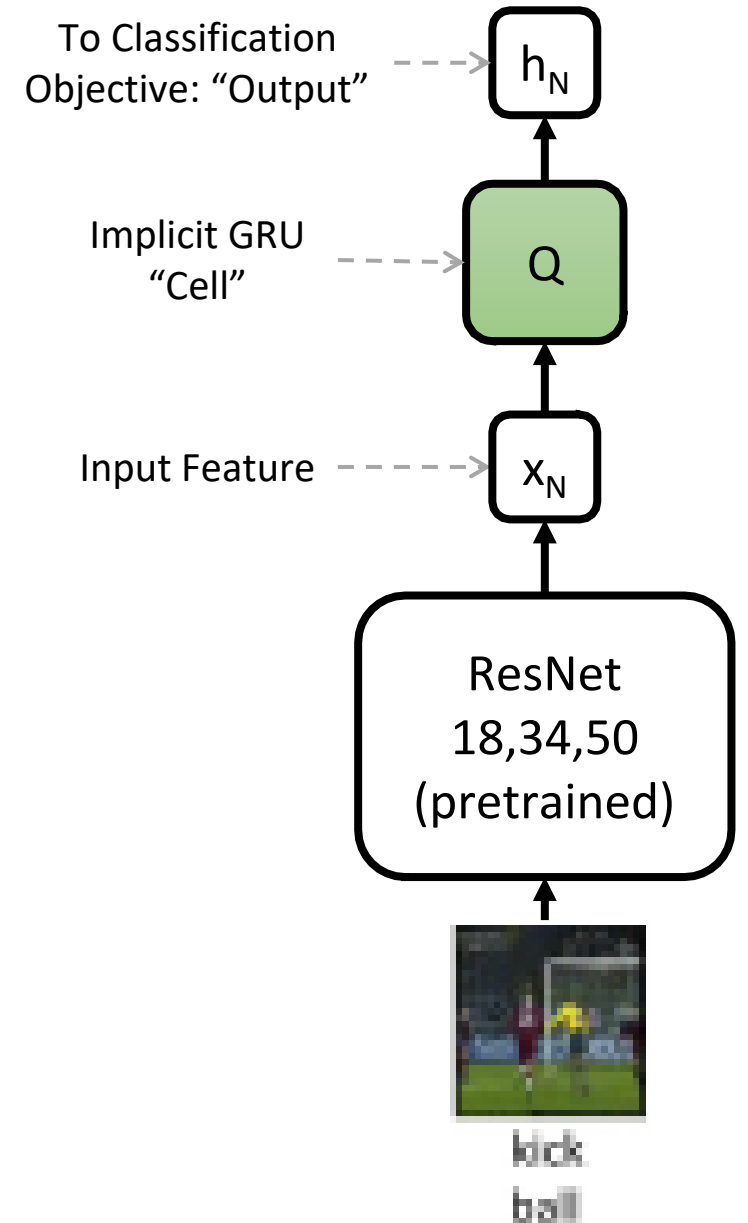 To Classification
Objective: “Output”
h_N
Implicit GRU
“Cell”
Q
Input Feature
x_N
ResNet
18,34,50
(pretrained)
kick
ball